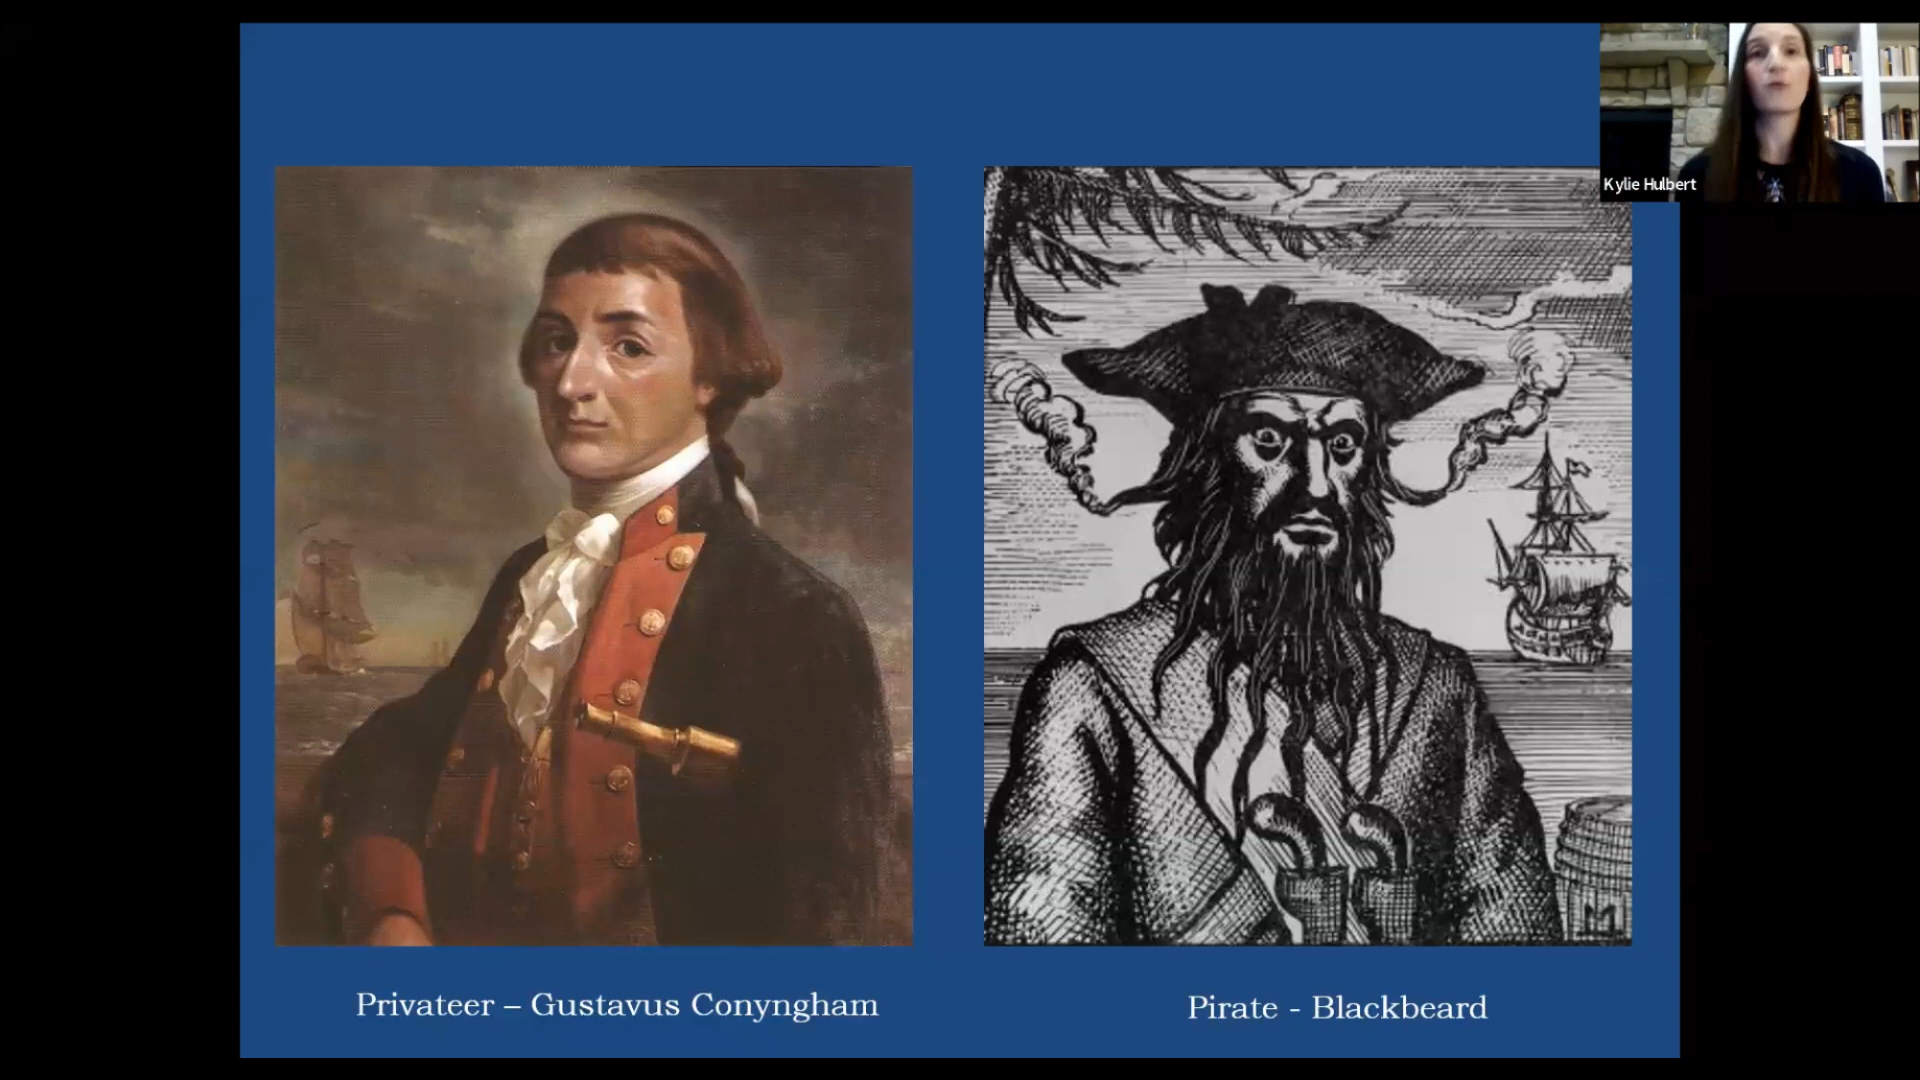 Kylie Hulbert
Privateer – Gustavus Conyngham
Pirate - Blackbeard